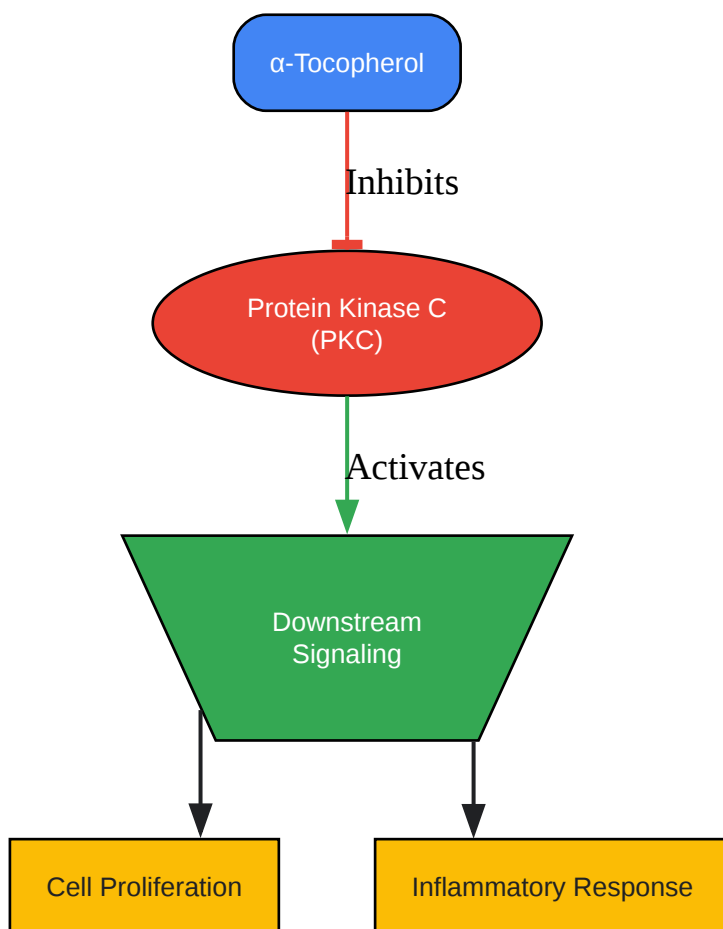 α-Tocopherol
Inhibits
Protein Kinase C
(PKC)
Activates
Downstream
Signaling
Cell Proliferation
Inflammatory Response